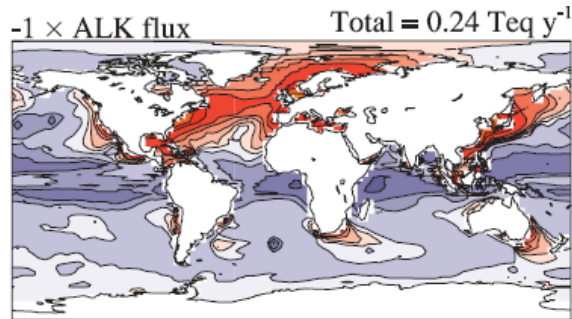 -1 × ALK flux Total = 0.24 Teq y⁻¹